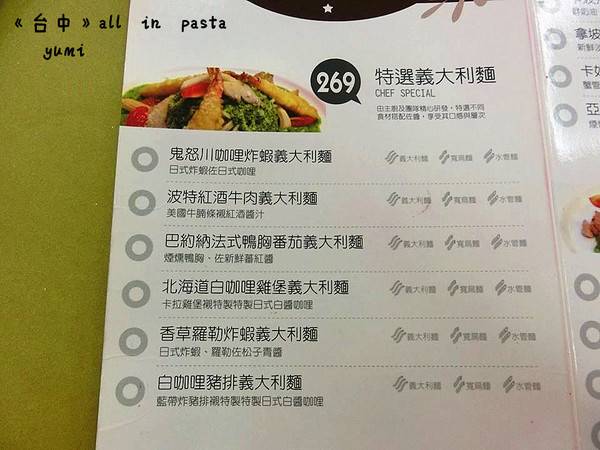 《台中》all in pasta
yumi
269
特選義大利麵
CHEF SPECIAL
由主廚及團隊精心研發，特選不同
食材搭配佐醬，享受其口感與層次
鬼怒川咖哩炸蝦義大利麵
日式炸蝦佐日式咖哩
義大利麵 寬扁麵 水管麵
波特紅酒牛肉義大利麵
美國牛腩條襯紅酒醬汁
義大利麵 寬扁麵 水管麵
巴約納法式鴨胸番茄義大利麵
煙燻鴨胸、佐新鮮蕃紅醬
義大利麵 寬扁麵 水管麵
北海道白咖哩雞堡義大利麵
卡拉雞堡襯特製特製日式白醬咖哩
義大利麵 寬扁麵 水管麵
香草羅勒炸蝦義大利麵
日式炸蝦、羅勒佐松子青醬
義大利麵 寬扁麵 水管麵
白咖哩豬排義大利麵
藍帶炸豬排襯特製特製日式白醬咖哩
義大利麵 寬扁麵 水管麵
鮮奶油
拿坡
新鮮沙
蟹管
亞
煙燻